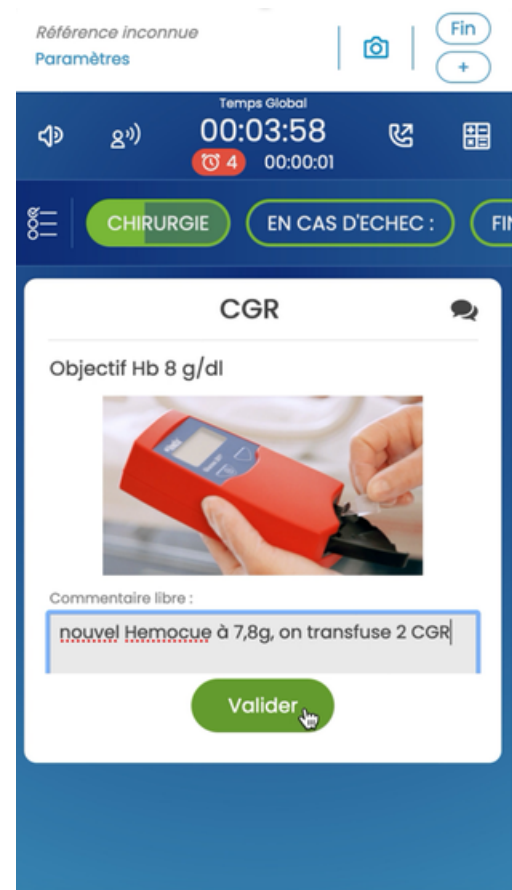 Référence inconnue
Paramètres
Fin
+
Temps Global
00:03:58
4 00:00:01
CHIRURGIE
EN CAS D'ECHEC :
FIN
CGR
Objectif Hb 8 g/dl
Commentaire libre :
nouvel Hemocue à 7,8g, on transfuse 2 CGR
Valider